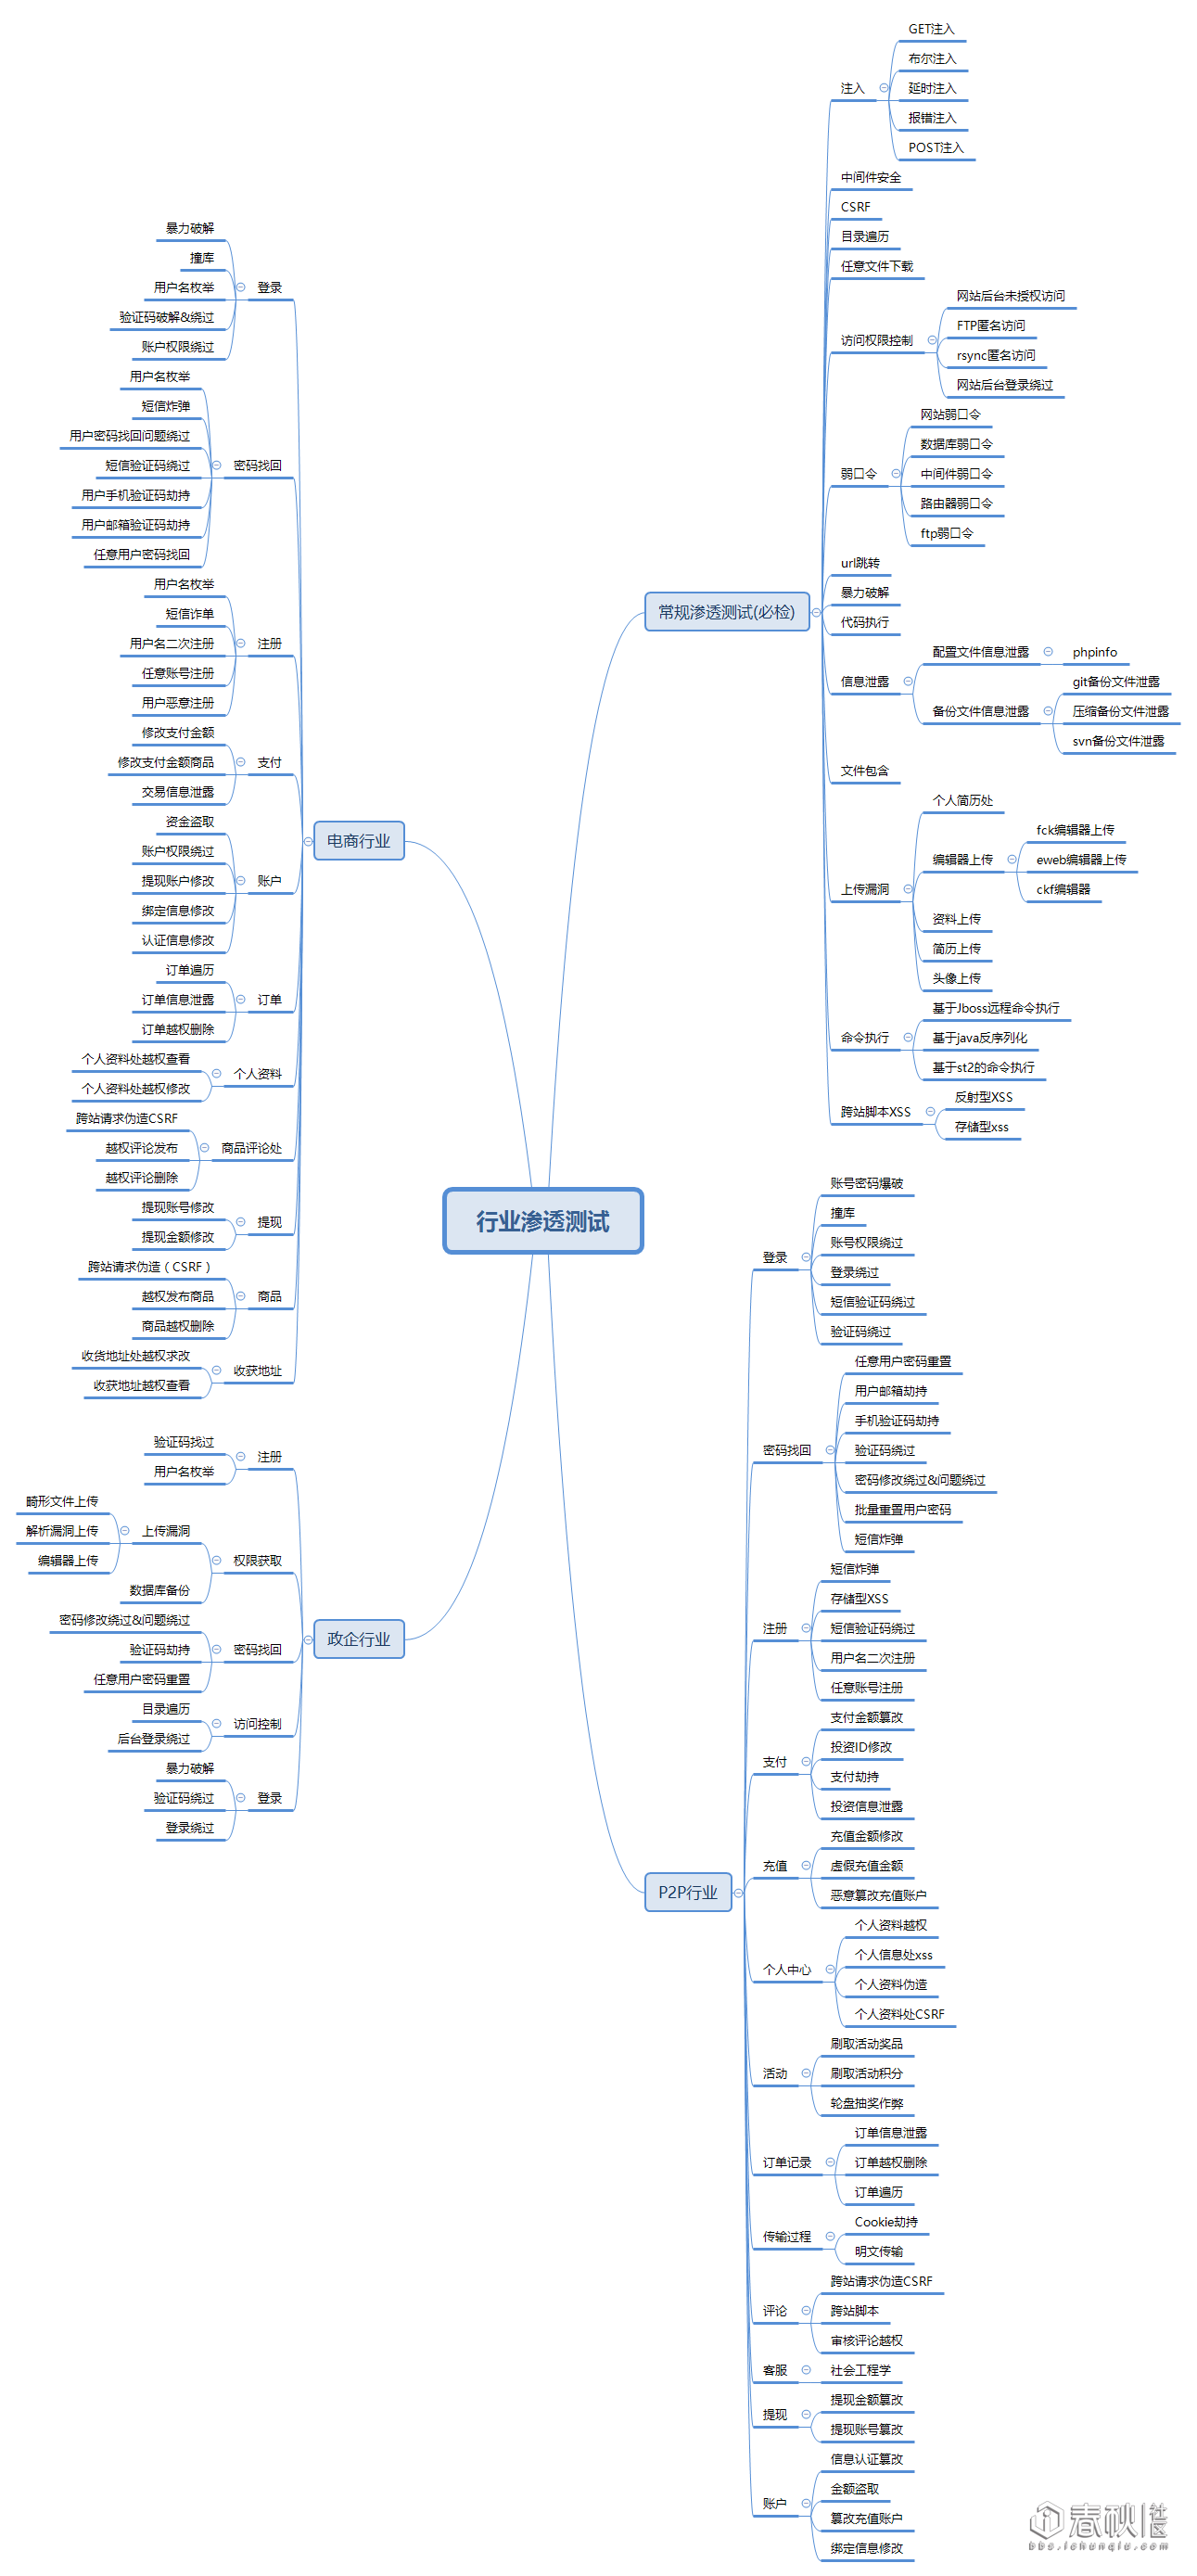 行业渗透测试
常规渗透测试(必检)
注入
GET注入
布尔注入
延时注入
报错注入
POST注入
中间件安全
CSRF
目录遍历
任意文件下载
访问权限控制
网站后台未授权访问
FTP匿名访问
rsync匿名访问
网站后台登录绕过
弱口令
网站弱口令
数据库弱口令
中间件弱口令
路由器弱口令
ftp弱口令
url跳转
暴力破解
代码执行
信息泄露
配置文件信息泄露
phpinfo
备份文件信息泄露
git备份文件泄露
压缩备份文件泄露
svn备份文件泄露
文件包含
上传漏洞
个人简历处
编辑器上传
fck编辑器上传
eweb编辑器上传
ckf编辑器
资料上传
简历上传
头像上传
命令执行
基于Jboss远程命令执行
基于java反序列化
基于st2的命令执行
跨站脚本XSS
反射型XSS
存储型xss
P2P行业
登录
账号密码爆破
撞库
账号权限绕过
登录绕过
短信验证码绕过
验证码绕过
密码找回
任意用户密码重置
用户邮箱劫持
手机验证码劫持
验证码绕过
密码修改绕过&问题绕过
批量重置用户密码
短信炸弹
注册
短信炸弹
存储型XSS
短信验证码绕过
用户名二次注册
任意账号注册
支付
支付金额篡改
投资ID修改
支付劫持
投资信息泄露
充值
充值金额修改
虚假充值金额
恶意篡改充值账户
个人中心
个人资料越权
个人信息处xss
个人资料伪造
个人资料处CSRF
活动
刷取活动奖品
刷取活动积分
轮盘抽奖作弊
订单记录
订单信息泄露
订单越权删除
订单遍历
传输过程
Cookie劫持
明文传输
评论
跨站请求伪造CSRF
跨站脚本
审核评论越权
客服
社会工程学
提现
提现金额篡改
提现账号篡改
账户
信息认证篡改
金额盗取
篡改充值账户
绑定信息修改
电商行业
登录
暴力破解
撞库
用户名枚举
验证码破解&绕过
账户权限绕过
密码找回
用户名枚举
短信炸弹
用户密码找回问题绕过
短信验证码绕过
用户手机验证码劫持
用户邮箱验证码劫持
任意用户密码找回
注册
用户名枚举
短信诈单
用户名二次注册
任意账号注册
用户恶意注册
支付
修改支付金额
修改支付金额商品
交易信息泄露
账户
资金盗取
账户权限绕过
提现账户修改
绑定信息修改
认证信息修改
订单
订单遍历
订单信息泄露
订单越权删除
个人资料
个人资料处越权查看
个人资料处越权修改
商品评论处
跨站请求伪造CSRF
越权评论发布
越权评论删除
提现
提现账号修改
提现金额修改
商品
跨站请求伪造（CSRF）
越权发布商品
商品越权删除
收获地址
收货地址处越权求改
收获地址越权查看
政企行业
注册
验证码找过
用户名枚举
权限获取
上传漏洞
畸形文件上传
解析漏洞上传
编辑器上传
数据库备份
密码找回
密码修改绕过&问题绕过
验证码劫持
任意用户密码重置
访问控制
目录遍历
后台登录绕过
登录
暴力破解
验证码绕过
登录绕过
春秋社区
bbs.ichunqiu.com